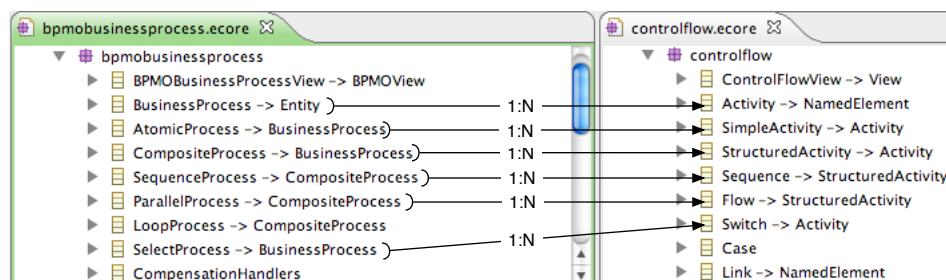 bpmobusinessprocess.ecore
bpmobusinessprocess
BPMOBusinessProcessView -> BPMOView
BusinessProcess -> Entity
AtomicProcess -> BusinessProcess
CompositeProcess -> BusinessProcess
SequenceProcess -> CompositeProcess
ParallelProcess -> CompositeProcess
LoopProcess -> CompositeProcess
SelectProcess -> BusinessProcess
CompensationHandlers
1:N
1:N
1:N
1:N
1:N
1:N
controlflow.ecore
controlflow
ControlFlowView -> View
Activity -> NamedElement
SimpleActivity -> Activity
StructuredActivity -> Activity
Sequence -> StructuredActivity
Flow -> StructuredActivity
Switch -> Activity
Case
Link -> NamedElement